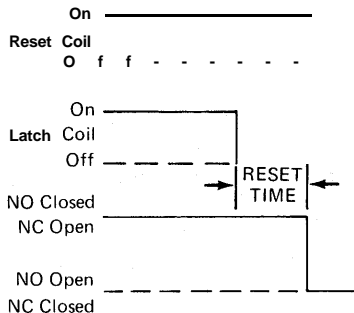 On
Reset Coil
O f f - - - - - -
On
Latch Coil
Off
RESET
TIME
NO Closed
NC Open
NO Open
NC Closed